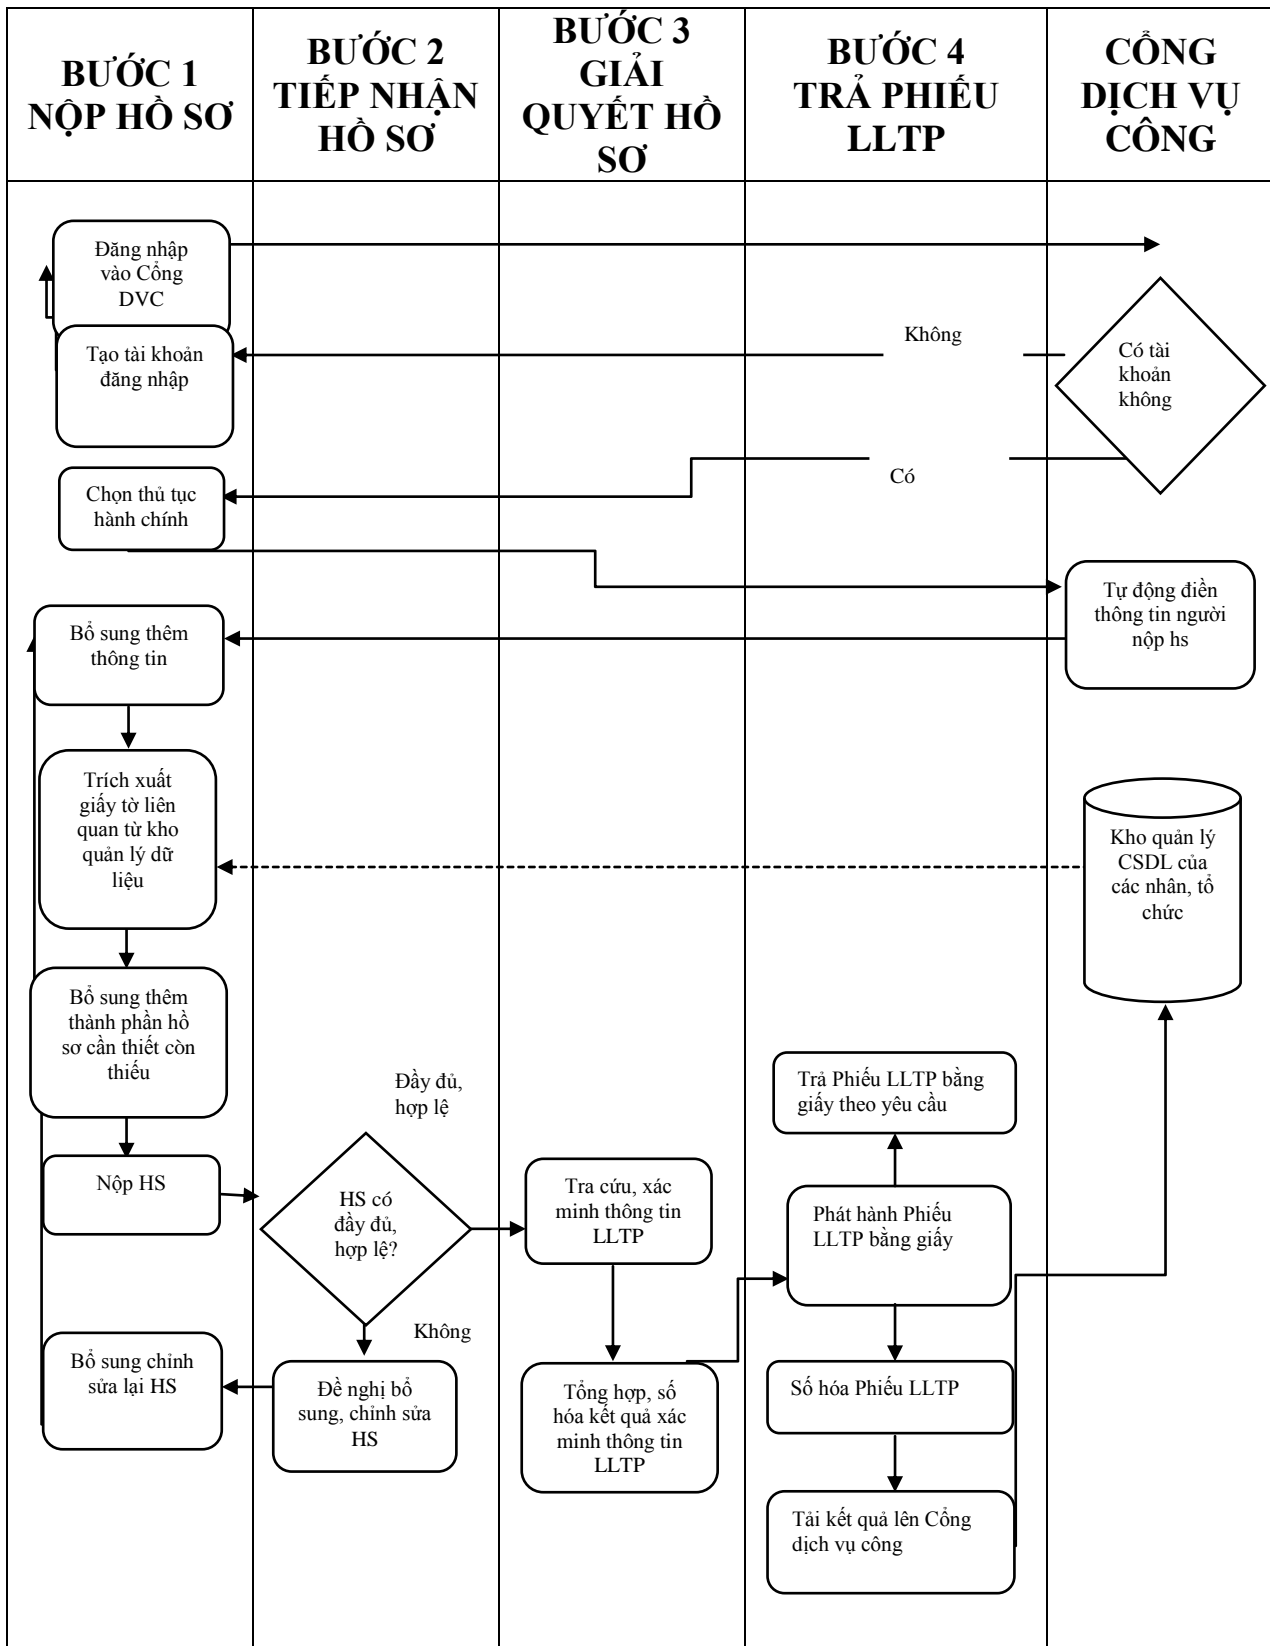 BƯỚC 1
NỘP HỒ SƠ
BƯỚC 2
TIẾP NHẬN
HỒ SƠ
BƯỚC 3
GIẢI
QUYẾT HỒ
SƠ
BƯỚC 4
TRẢ PHIẾU
LLTP
CỔNG
DỊCH VỤ
CÔNG
Đăng nhập
vào Cổng
DVC
Không
Tạo tài khoản
đăng nhập
Có tài
khoản
không
Có
Chọn thủ tục
hành chính
Tự động điền
thông tin người
nộp hs
Bổ sung thêm
thông tin
Trích xuất
giấy tờ liên
quan từ kho
quản lý dữ
liệu
Kho quản lý
CSDL của
các nhân, tổ
chức
Bổ sung thêm
thành phần hồ
sơ cần thiết còn
thiếu
Đầy đủ,
hợp lệ
Trả Phiếu LLTP bằng
giấy theo yêu cầu
Nộp HS
HS có
đầy đủ,
hợp lệ?
Tra cứu, xác
minh thông tin
LLTP
Phát hành Phiếu
LLTP bằng giấy
Không
Bổ sung chỉnh
sửa lại HS
Đề nghị bổ
sung, chỉnh sửa
HS
Tổng hợp, số
hóa kết quả xác
minh thông tin
LLTP
Số hóa Phiếu LLTP
Tải kết quả lên Cổng
dịch vụ công